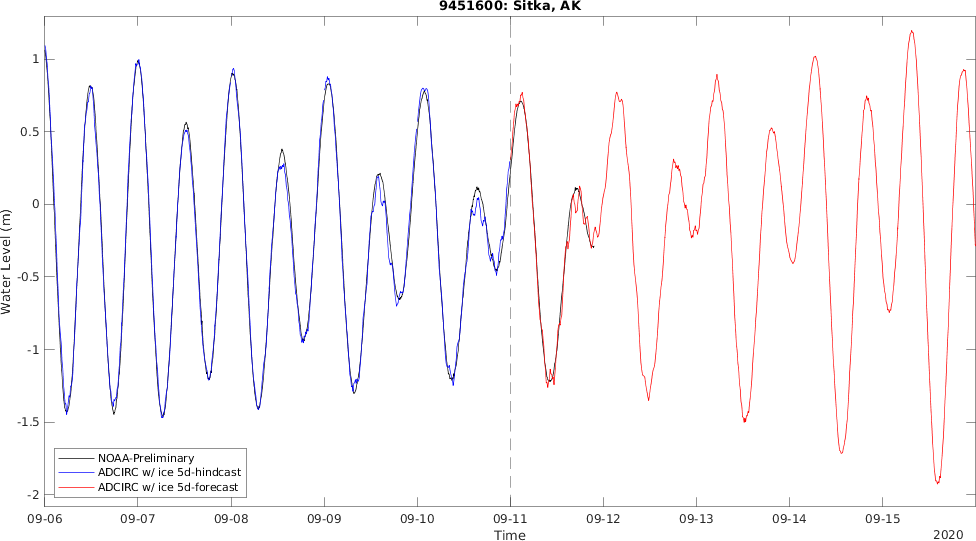 9451600: Sitka, AK
Water Level (m)
1
0.5
0
-0.5
-1
-1.5
-2
NOAA-Preliminary
ADCIRC w/ ice 5d-hindcast
ADCIRC w/ ice 5d-forecast
09-06 09-07 09-08 09-09 09-10 09-11 09-12 09-13 09-14 09-15
Time
2020